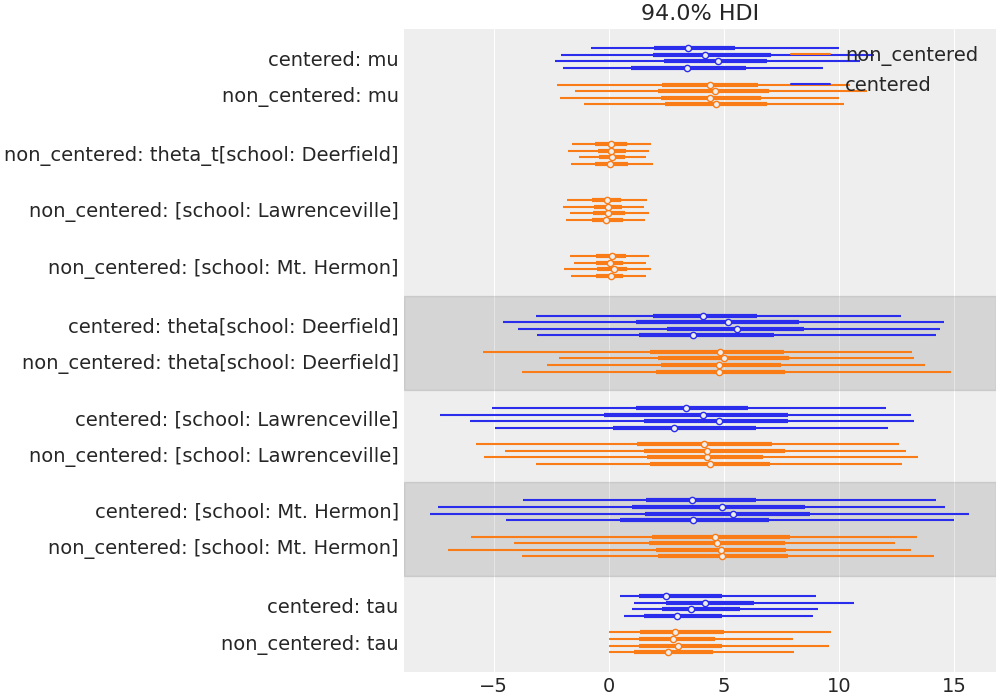 94.0% HDI
non_centered
centered
centered: mu
non_centered: mu
non_centered: theta_t[school: Deerfield]
non_centered: [school: Lawrenceville]
non_centered: [school: Mt. Hermon]
centered: theta[school: Deerfield]
non_centered: theta[school: Deerfield]
centered: [school: Lawrenceville]
non_centered: [school: Lawrenceville]
centered: [school: Mt. Hermon]
non_centered: [school: Mt. Hermon]
centered: tau
non_centered: tau
−5 0 5 10 15